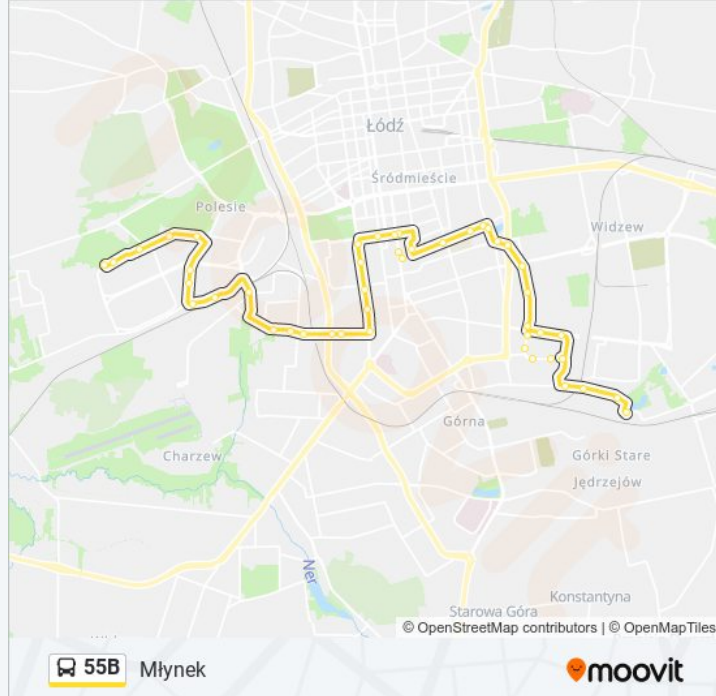 Łódź
Śródmieście
Polesie
Widzew
Górna
Charzew
Górki Stare
Jędrzejów
Ner
Konstantyna
Starowa Góra
© OpenStreetMap contributors | © OpenMapTiles
55B Młynek
moovit